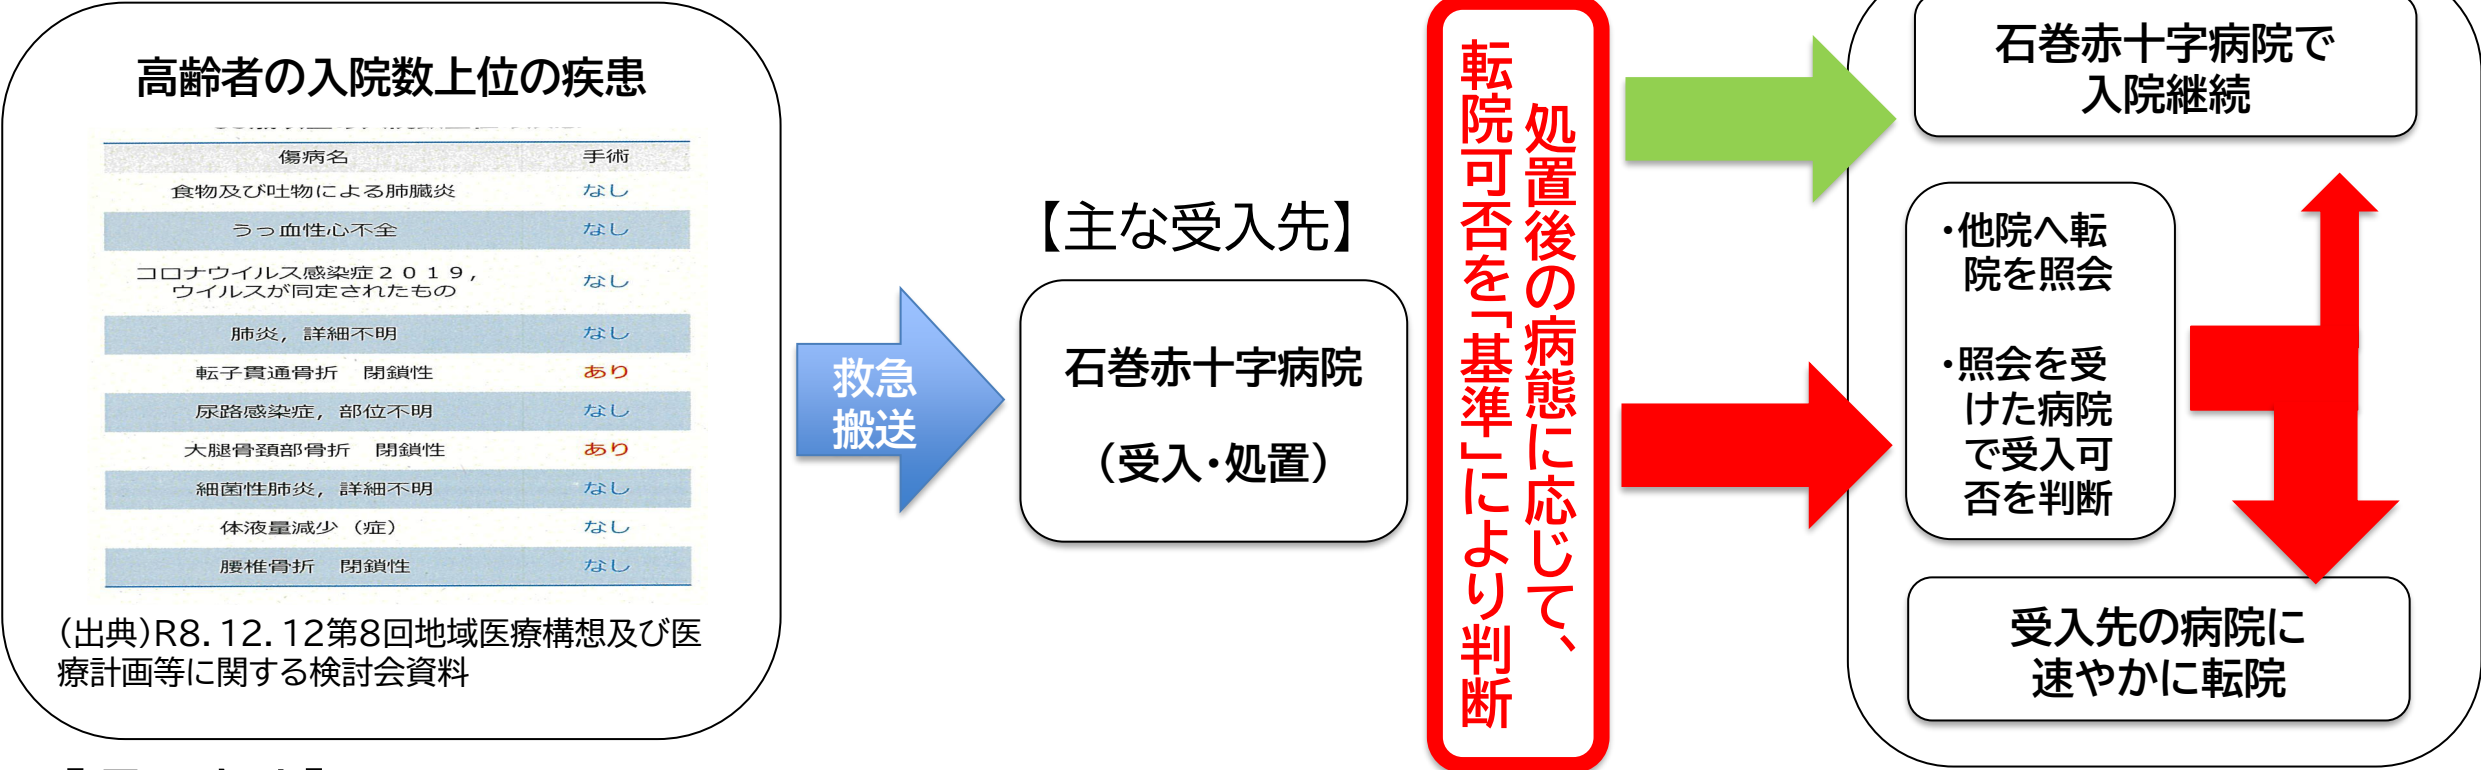 高齢者の入院数上位の疾患
傷病名 手術
食物及び吐物による肺臓炎 なし
うっ血性心不全 なし
コロナウイルス感染症2019,
ウイルスが同定されたもの なし
肺炎,詳細不明 なし
転子貫通骨折 閉鎖性 あり
尿路感染症,部位不明 なし
大腿骨頚部骨折 閉鎖性 あり
細菌性肺炎,詳細不明 なし
体液量減少(症) なし
腰椎骨折 閉鎖性 なし
(出典)R8.12.12第8回地域医療構想及び医
療計画等に関する検討会資料
救急
搬送
【主な受入先】
石巻赤十字病院
(受入・処置)
処置後の病態に応じて、
転院可否を「基準」により判断
石巻赤十字病院で
入院継続
・他院へ転
院を照会
・照会を受
けた病院
で受入可
否を判断
受入先の病院に
速やかに転院